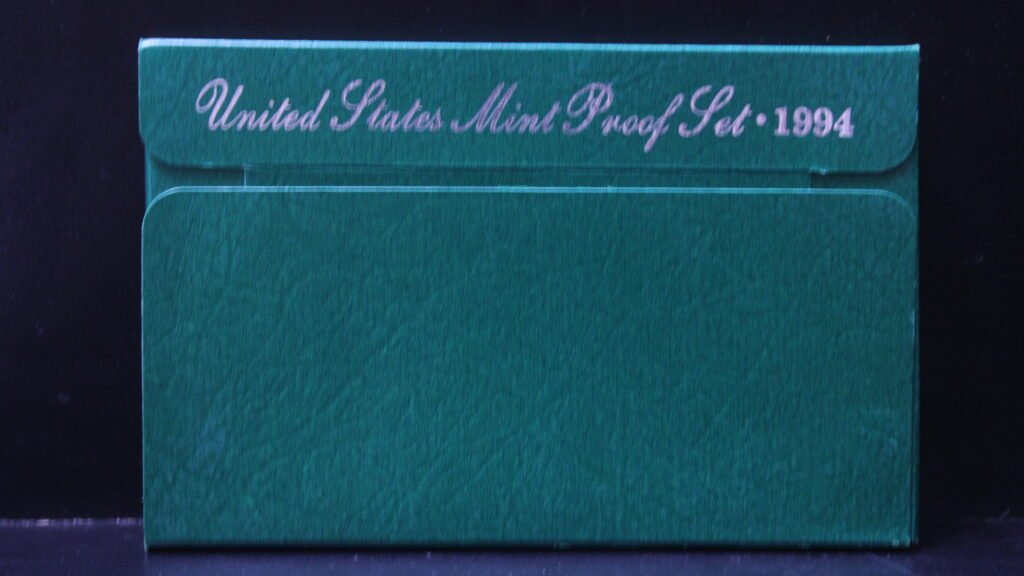 United States Mint Proof Set • 1994